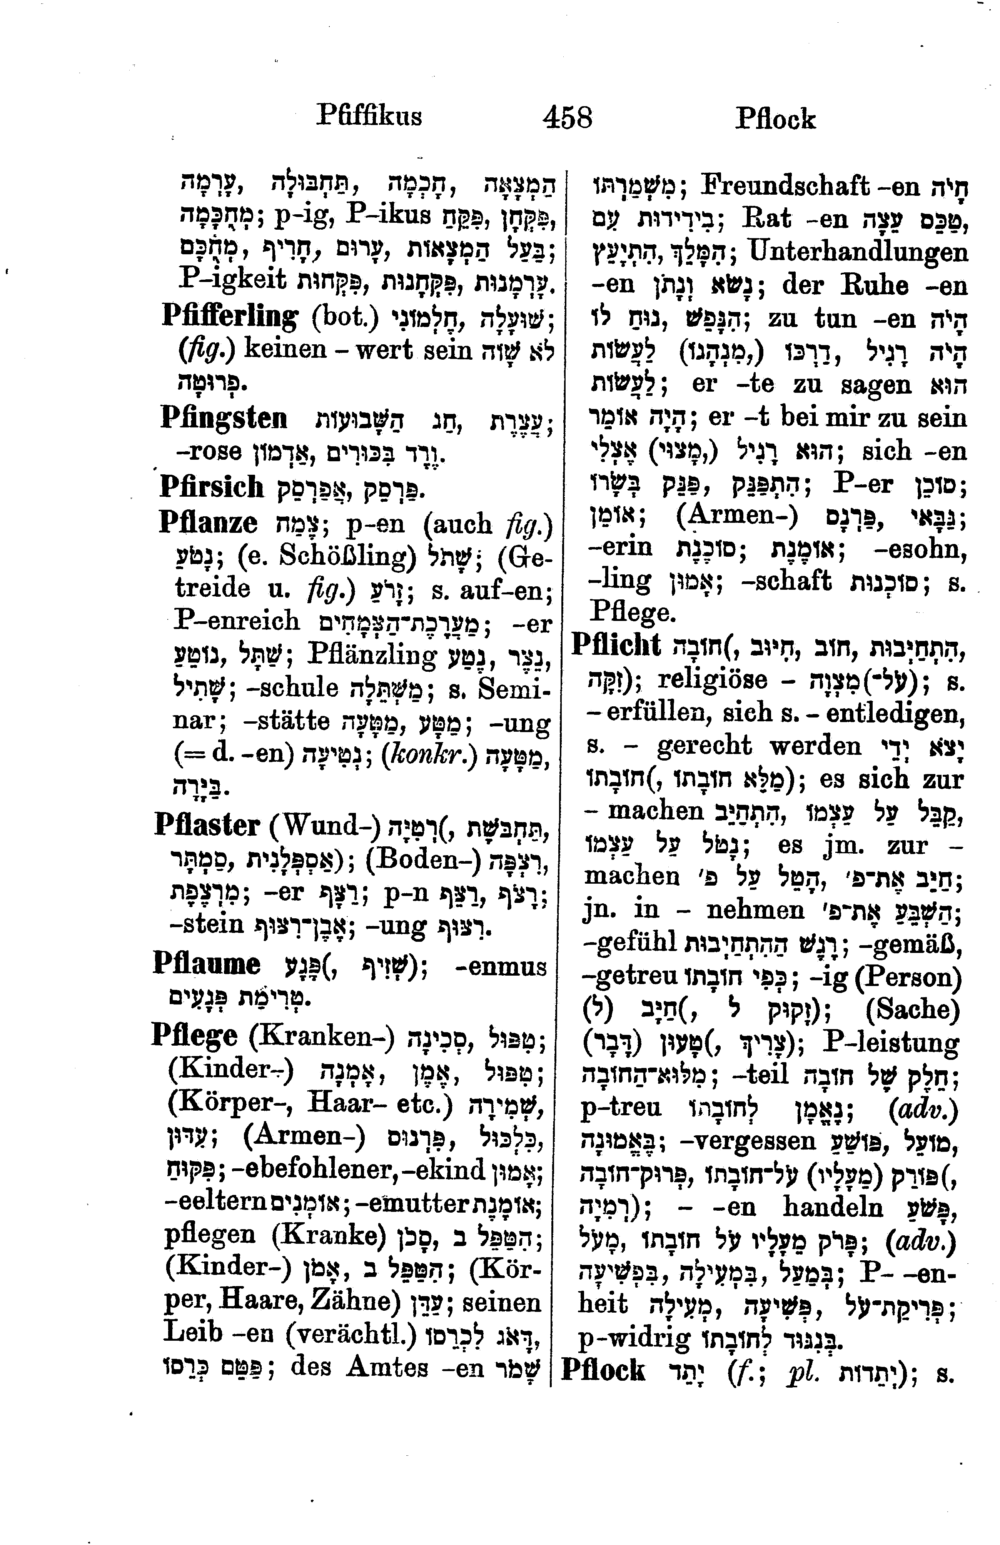 Pfiffikus 458 Pflock
הַמְצָאָה, חָכְמָה, תַּחְבּוּלָה, עָרְמָה
מְחֻכָּמָה; p-ig, P-ikus פִּקֵּחַ, פִּקְחָן,
בַּעַל הַמְצָאוֹת, עָרוּם, חָרִיף, מְחֻכָּם;
P-igkeit עַרְמָנוּת, פִּקְחָנוּת, פִּקְחוּת.
Pfifferling (bot.) שׁוּעָלָה, חֶלְמוֹנִי;
(fig.) keinen - wert sein לֹא שָׁוֶה
פְּרוּטָה.
Pfingsten עֲצֶרֶת, חַג הַשָּׁבוּעוֹת;
-rose וֶרֶד בִּכּוּרִים, אַדְמוֹן.
Pfirsich פַּרְסֵק, אֲפַרְסֵק.
Pflanze צֶמַח; p-en (auch fig.)
נָטֹעַ; (e. Schößling) שָׁתֹל; (Ge-
treide u. fig.) זָרֹעַ; s. auf-en;
P-enreich מַעֲרֶכֶת־הַצְּמָחִים; -er
שַׁתָּל, נוֹטֵעַ; Pflänzling נֵצֶר, נֶטַע,
שָׁתִיל; -schule מַשְׁתֵּלָה; s. Semi-
nar; -stätte מַטָּע, מַטָּעָה; -ung
(= d. -en) נְטִיעָה; (konkr.) מַטָּעָה,
בַּיָּרָה.
Pflaster (Wund-) רְטִיָּה(, תַּחְבֹּשֶׁת,
אִסְפְּלָנִית, סַמְתֵּר); (Boden-) רִצְפָּה,
מַרְצֶפֶת; -er רַצָּף; p-n רַצֵּף, רָצֹף;
-stein אֶבֶן־רִצּוּף; -ung רִצּוּף.
Pflaume פֶּגַע(, שְׁזִיף); -enmus
טְרִימַת פְּגָעִים.
Pflege (Kranken-) סְכִינָה, טִפּוּל;
(Kinder-) אָמְנָה, אֹמֶן, טִפּוּל;
(Körper-, Haar- etc.) שְׁמִירָה,
עִדּוּן; (Armen-) פַּרְנוּס, כִּלְכּוּל,
פִּקּוּחַ; -ebefohlener, -ekind אָמוּן;
-eeltern אוֹמְנִים; -emutter אוֹמֶנֶת;
pflegen (Kranke) הִטַּפֵּל ב, סָכֹן;
(Kinder-) הִטַּפֵּל ב, אָמֹן; (Kör-
per, Haare, Zähne) עַדֵּן; seinen
Leib -en (verächtl.) דָּאֹג לִכְרֵסוֹ,
פַּטֵּם כְּרֵסוֹ; des Amtes -en שָׁמֹר
מִשְׁמַרְתּוֹ; Freundschaft -en הָיֹה
בִּידִידוּת עִם; Rat -en טַכֵּס עֵצָה,
הִמָּלֵךְ, הִתְיָעֵץ; Unterhandlungen
-en נָשֹׂא וְנָתֹן; der Ruhe -en
הִנָּפֵשׁ, נוּחַ לוֹ; zu tun -en הָיֹה
הָיֹה רָגִיל, דַּרְכּוֹ (,מִנְהָגוֹ) לַעֲשׂוֹת
לַעֲשׂוֹת; er -te zu sagen הוּא
הָיָה אוֹמֵר; er -t bei mir zu sein
הוּא רָגִיל (,מָצוּי) אֶצְלִי; sich -en
הִתְפַּנֵּק, פַּנֵּק בְּשָׂרוֹ; P-er סוֹכֵן;
אוֹמֵן; (Armen-) פַּרְנָס, גַּבַּאי;
-erin סוֹכֶנֶת; אוֹמֶנֶת; -esohn,
-ling אָמוּן; -schaft סוֹכְנוּת; s.
Pflege.
Pflicht חוֹבָה(, חִיּוּב, חוֹב, הִתְחַיְּבוּת,
זִקָּה); religiöse - מִצְוָה(־עַל); s.
- erfüllen, sich s. - entledigen,
s. - gerecht werden יָצֹא יְדֵי
חוֹבָתוֹ(, מַלֵּא חוֹבָתוֹ); es sich zur
- machen הִתְחַיֵּב, קַבֵּל עַל עַצְמוֹ,
נָטֹל עַל עַצְמוֹ; es jm. zur -
machen הָטֵל עַל פ', חַיֵּב אֶת־פ';
jn. in - nehmen הַשְׁבֵּעַ אֶת־פ';
-gefühl רֶגֶשׁ הַהִתְחַיְּבוּת; -gemäß,
-getreu כְּפִי חוֹבָתוֹ; -ig (Person)
חַיָּב(, זָקוּק ל) (ל); (Sache)
טָעוּן(, צָרִיךְ) (דָּבָר); P-leistung
מִלּוּא־הַחוֹבָה; -teil חֵלֶק שֶׁל חוֹבָה;
p-treu נֶאֱמָן לְחוֹבָתוֹ; (adv.)
בֶּאֱמוּנָה; -vergessen מוֹעֵל, פּוֹשֵׁעַ,
פּוֹרֵק (מֵעָלָיו) עֹל־חוֹבָתוֹ, פְּרוּק־חוֹבָה(,
רְמִיָּה); - -en handeln פָּשֹׁעַ,
מָעֹל, פָּרֹק מֵעָלָיו עֹל חוֹבָתוֹ; (adv.)
בְּמַעַל, בִּמְעִילָה, בִּפְשִׁיעָה; P- -en-
heit מְעִילָה, פְּשִׁיעָה, פְּרִיקַת־עֹל;
p-widrig בְּנִגּוּד לְחוֹבָתוֹ.
Pflock יָתֵד (f.; pl. יְתֵדוֹת); s.